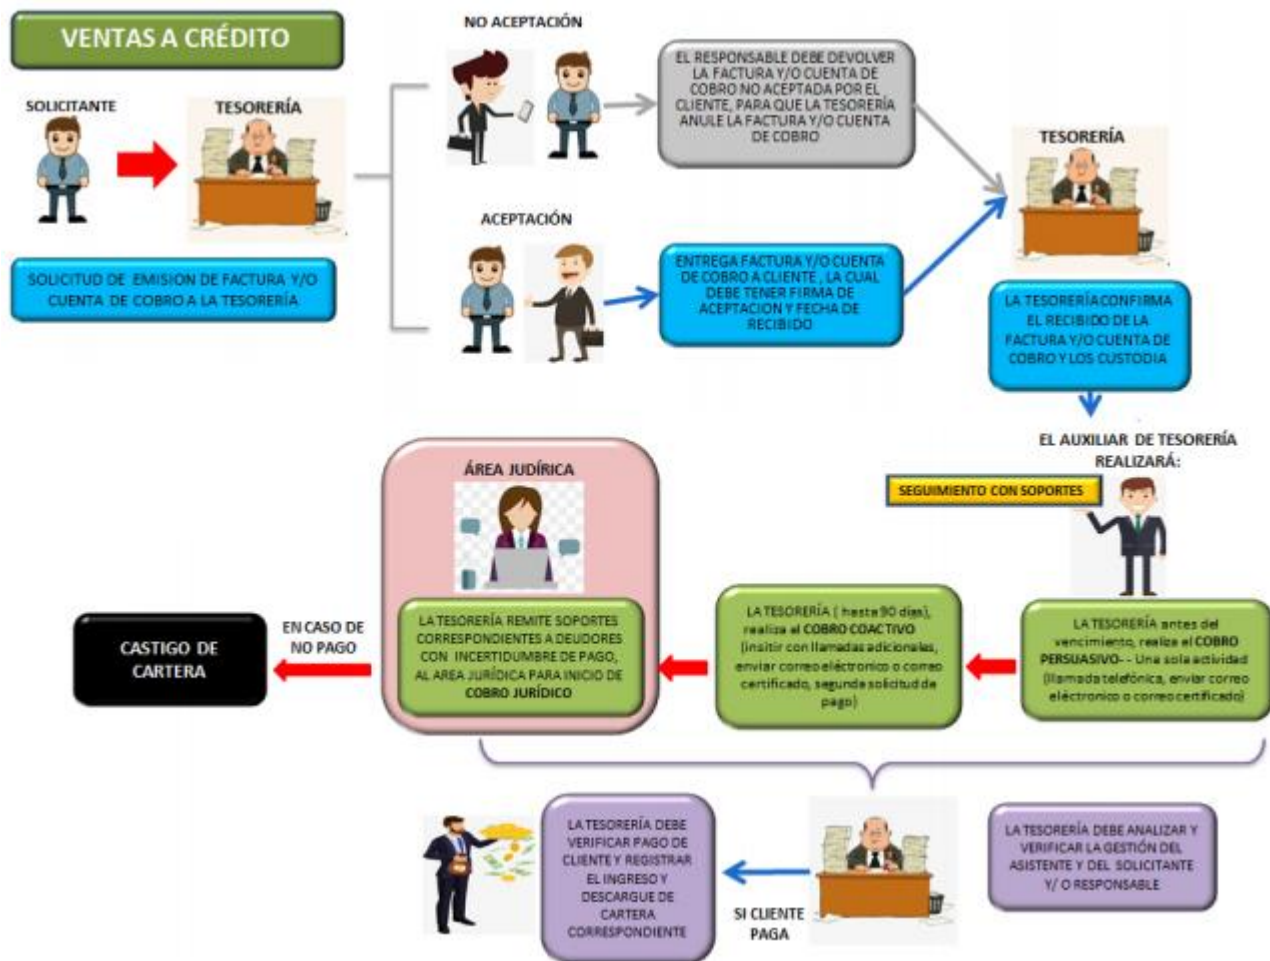 VENTAS A CRÉDITO
SOLICITANTE
TESORERÍA
SOLICITUD DE EMISION DE FACTURA Y/O
CUENTA DE COBRO A LA TESORERÍA
NO ACEPTACIÓN
EL RESPONSABLE DEBE DEVOLVER
LA FACTURA Y/O CUENTA DE
COBRO NO ACEPTADA POR EL
CLIENTE, PARA QUE LA TESORERÍA
ANULE LA FACTURA Y/O CUENTA
DE COBRO
ACEPTACIÓN
ENTREGA FACTURA Y/O CUENTA
DE COBRO A CLIENTE , LA CUAL
DEBE TENER FIRMA DE
ACEPTACION Y FECHA DE
RECIBIDO
TESORERÍA
LA TESORERÍA CONFIRMA
EL RECIBIDO DE LA
FACTURA Y/O CUENTA DE
COBRO Y LOS CUSTODIA
EL AUXILIAR DE TESORERÍA
REALIZARÁ:
SEGUIMIENTO CON SOPORTES
LA TESORERÍA antes del
vencimiento, realiza el COBRO
PERSUASIVO- - Una sola actividad
(llamada telefónica, enviar correo
eléctronico o correo certificado)
LA TESORERÍA ( hasta 90 días),
realiza el COBRO COACTIVO
(insitir con llamadas adicionales,
enviar correo eléctronico o correo
certificado, segunda solicitud de
pago)
ÁREA JUDÍRICA
LA TESORERÍA REMITE SOPORTES
CORRESPONDIENTES A DEUDORES
CON INCERTIDUMBRE DE PAGO,
AL AREA JURÍDICA PARA INICIO DE
COBRO JURÍDICO
EN CASO DE
NO PAGO
CASTIGO DE
CARTERA
LA TESORERÍA DEBE ANALIZAR Y
VERIFICAR LA GESTIÓN DEL
ASISTENTE Y DEL SOLICITANTE
Y/ O RESPONSABLE
SI CLIENTE
PAGA
LA TESORERÍA DEBE
VERIFICAR PAGO DE
CLIENTE Y REGISTRAR
EL INGRESO Y
DESCARGUE DE
CARTERA
CORRESPONDIENTE